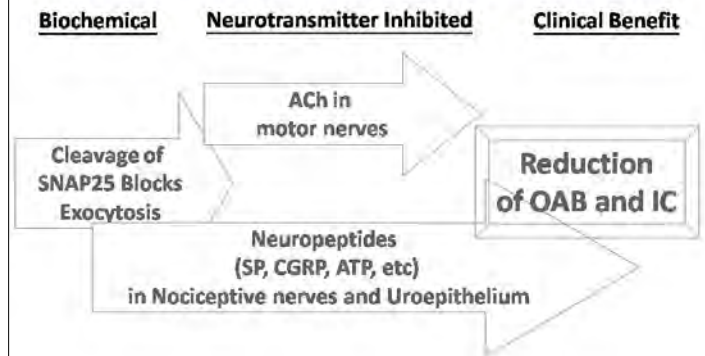 Biochemical
Neurotransmitter Inhibited
Clinical Benefit
ACh in
motor nerves
Cleavage of
SNAP25 Blocks
Exocytosis
Reduction
of OAB and IC
Neuropeptides
(SP, CGRP, ATP, etc)
in Nociceptive nerves and Uroepithelium